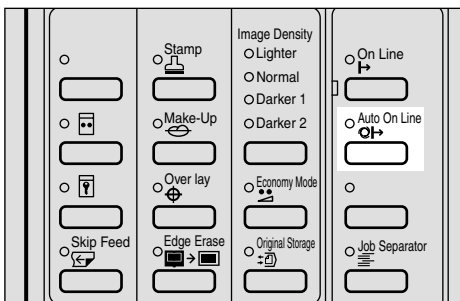 Stamp
Make-Up
Over lay
Skip Feed
Edge Erase
Image Density
Lighter
Normal
Darker 1
Darker 2
Economy Mode
Original Storage
On Line
Auto On Line
Job Separator